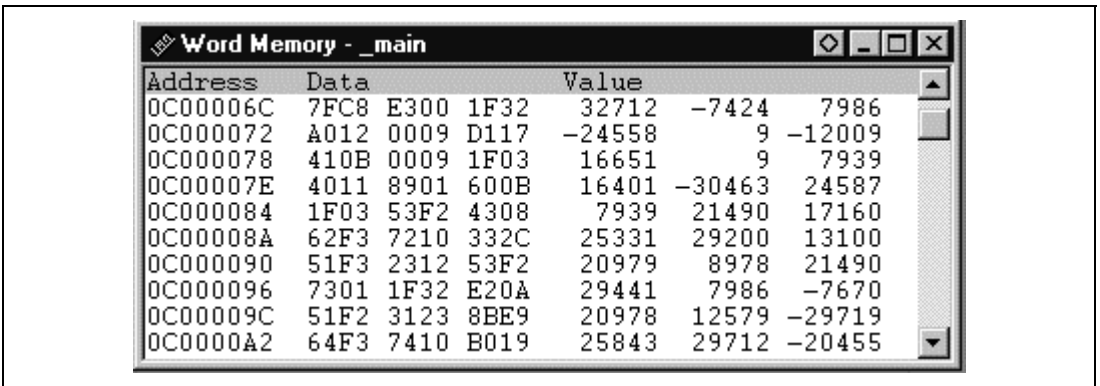 Word Memory - _main
Address Data Value
0C00006C 7FC8 E300 1F32 32712 -7424 7986
0C000072 A012 0009 D117 -24558 9 -12009
0C000078 410B 0009 1F03 16651 9 7939
0C00007E 4011 8901 600B 16401 -30463 24587
0C000084 1F03 53F2 4308 7939 21490 17160
0C00008A 62F3 7210 332C 25331 29200 13100
0C000090 51F3 2312 53F2 20979 8978 21490
0C000096 7301 1F32 E20A 29441 7986 -7670
0C00009C 51F2 3123 8BE9 20978 12579 -29719
0C0000A2 64F3 7410 B019 25843 29712 -20455